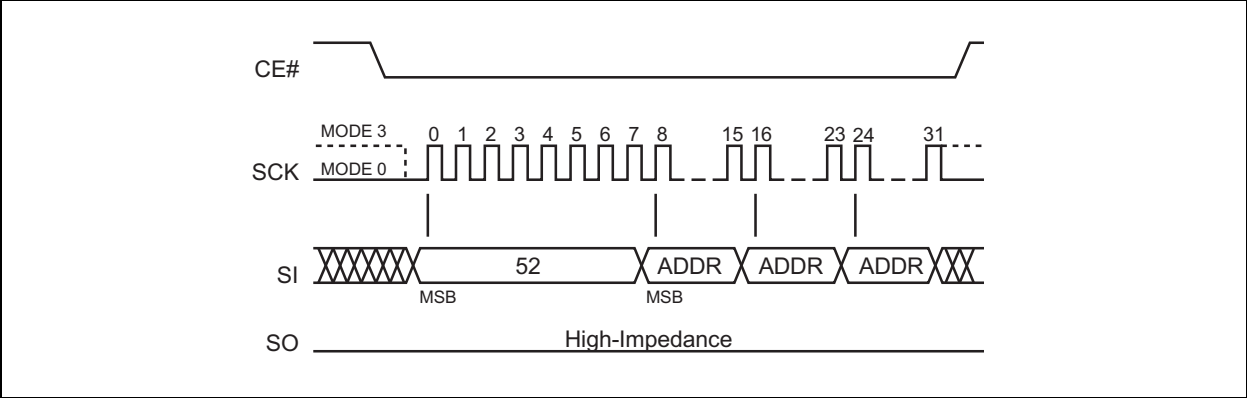 CE#
MODE 3
0 1 2 3 4 5 6 7 8 15 16 23 24 31
SCK
MODE 0
SI
52 ADDR ADDR ADDR
MSB MSB
SO
High-Impedance